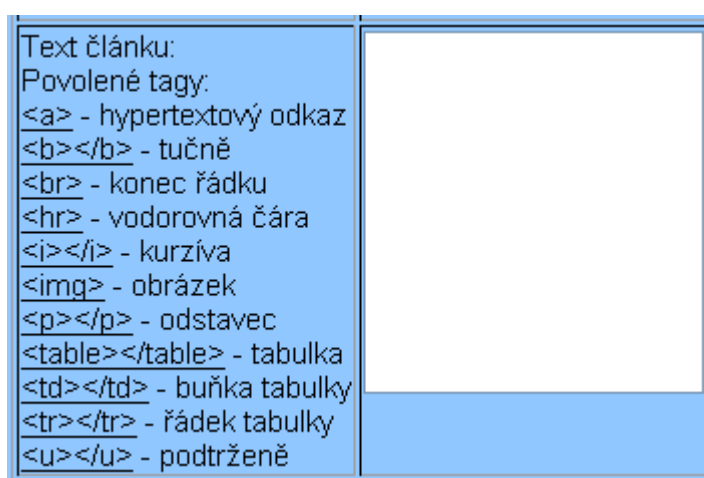 Text článku:
Povolené tagy:
<a> - hypertextový odkaz
<b></b> - tučně
<br> - konec řádku
<hr> - vodorovná čára
<i></i> - kurzíva
<img> - obrázek
<p></p> - odstavec
<table></table> - tabulka
<td></td> - buňka tabulky
<tr></tr> - řádek tabulky
<u></u> - podtrženě